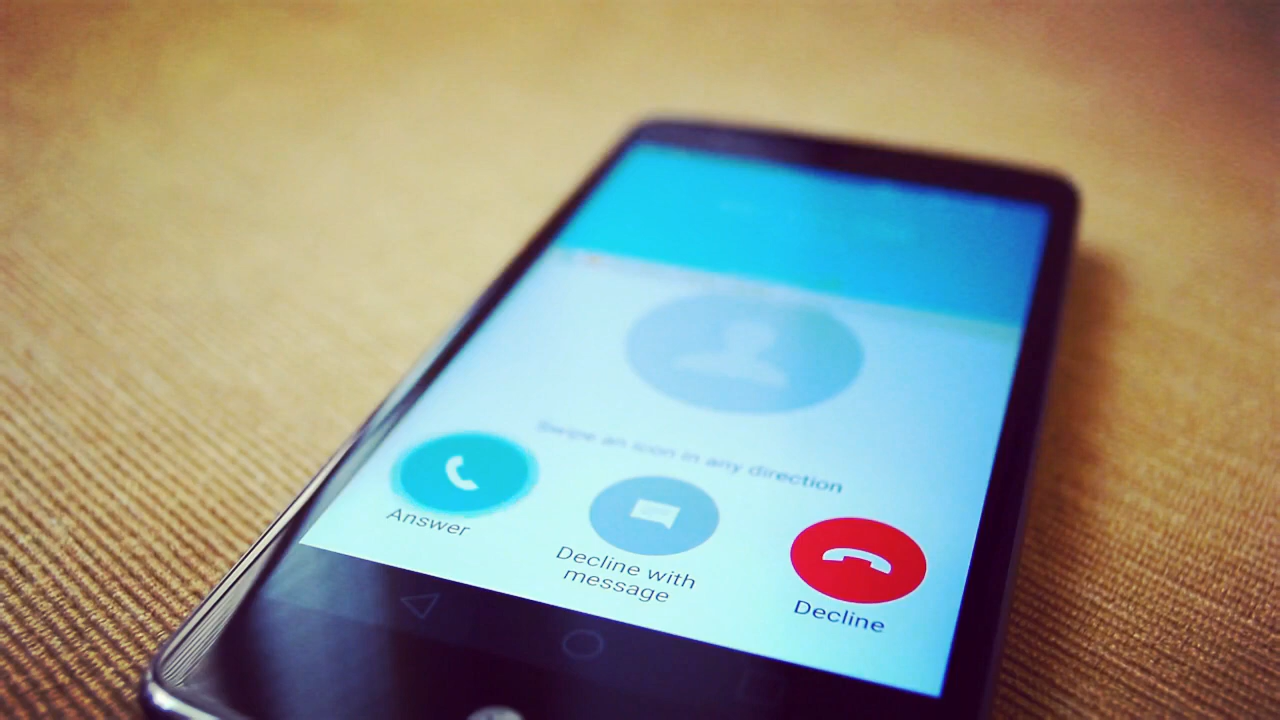 Swipe an icon in any direction
Answer
Decline with
message
Decline